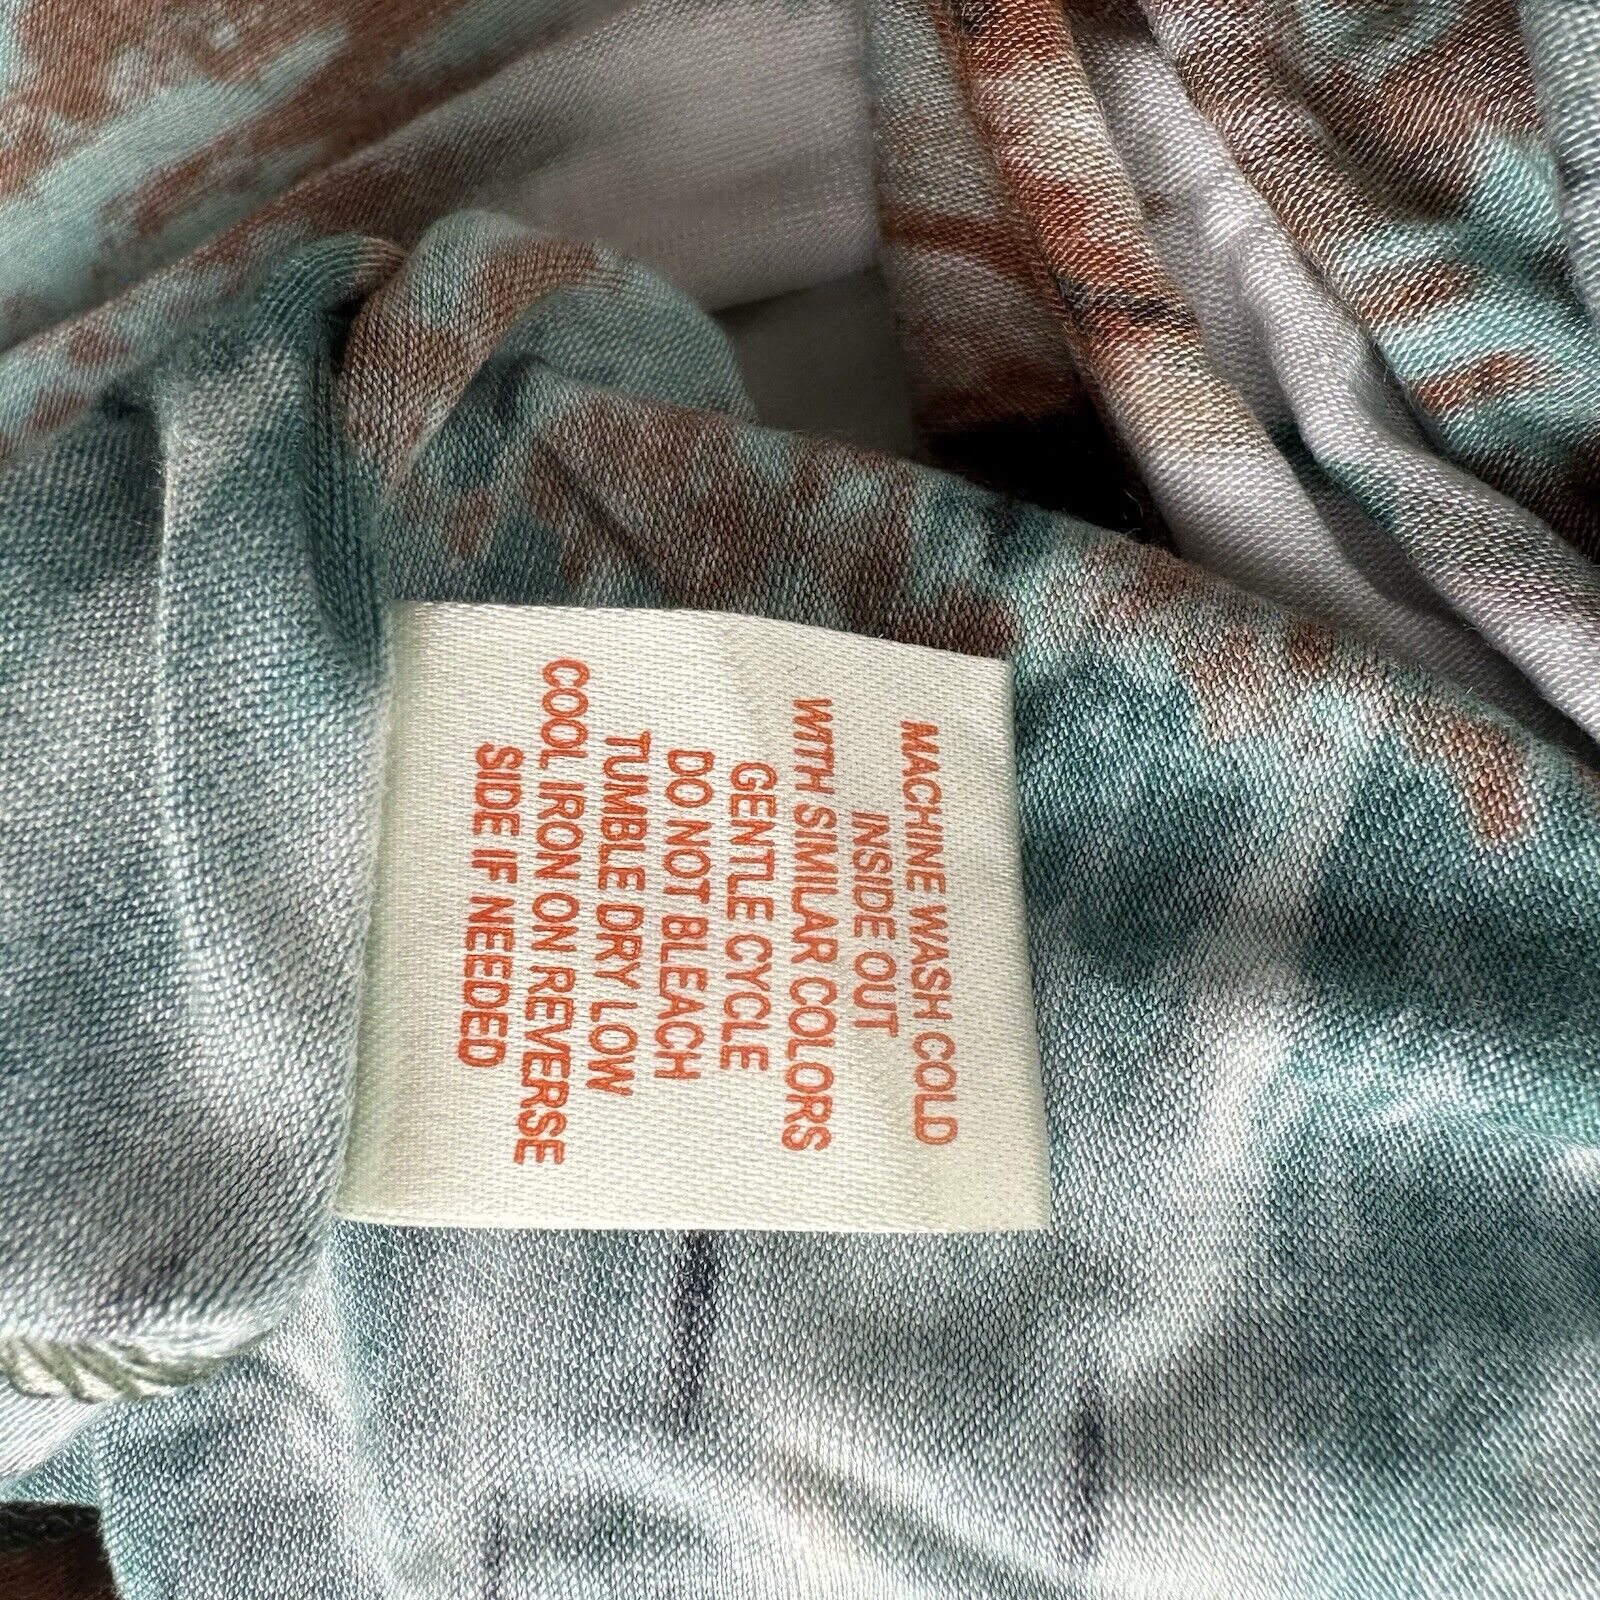 MACHINE WASH COLD
INSIDE OUT
WITH SIMILAR COLORS
GENTLE CYCLE
DO NOT BLEACH
TUMBLE DRY LOW
COOL IRON ON REVERSE
SIDE IF NEEDED